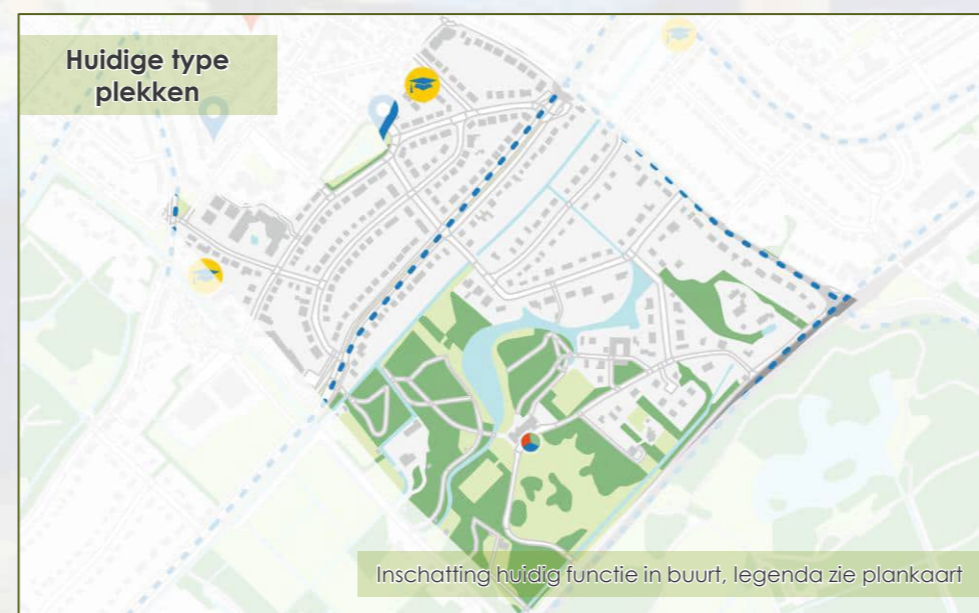 Huidige type
plekken
Inschatting huidig functie in buurt, legenda zie plankaart